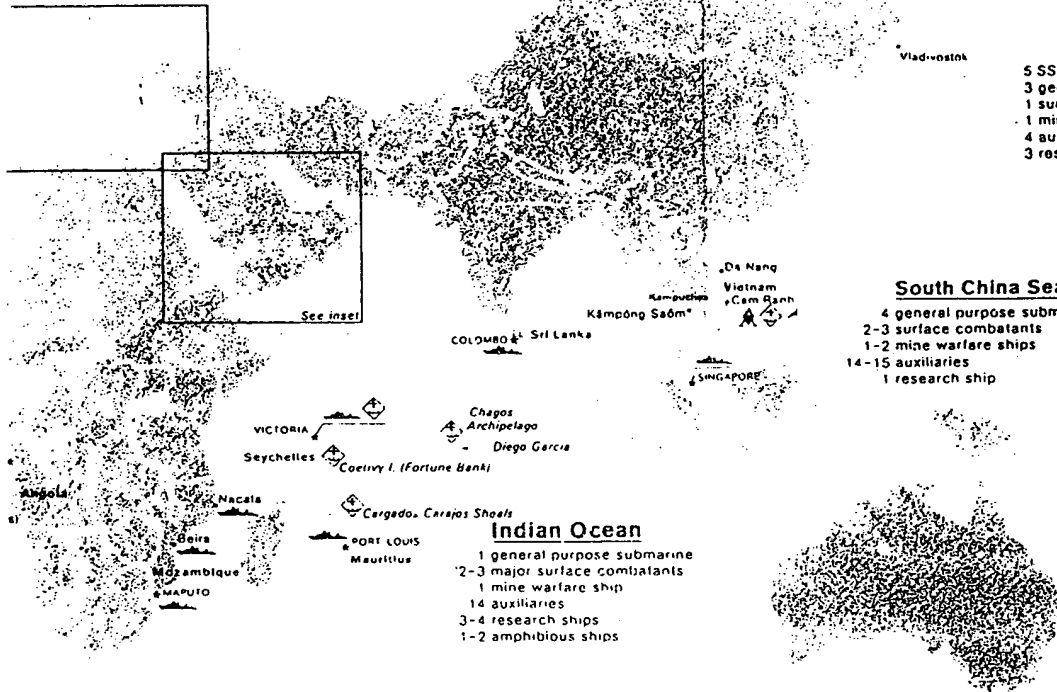 Vladivostok
5 SS
3 ge
1 su
1 mi
4 au
3 res
See inset
Da Nang
Vietnam
Cam Ranh
Kampuchea
Kâmpóng Saôm
South China Sea
4 general purpose subm
2-3 surface combatants
1-2 mine warfare ships
14-15 auxiliaries
1 research ship
COLOMBO
Sri Lanka
SINGAPORE
VICTORIA
Seychelles
Chagos
Archipelago
Diego Garcia
Coetivy I. (Fortune Bank)
Angola
s)
Nacala
Cargados Carajos Shoals
Beira
PORT LOUIS
Mauritius
Mozambique
MAPUTO
Indian Ocean
1 general purpose submarine
2-3 major surface combatants
1 mine warfare ship
14 auxiliaries
3-4 research ships
1-2 amphibious ships